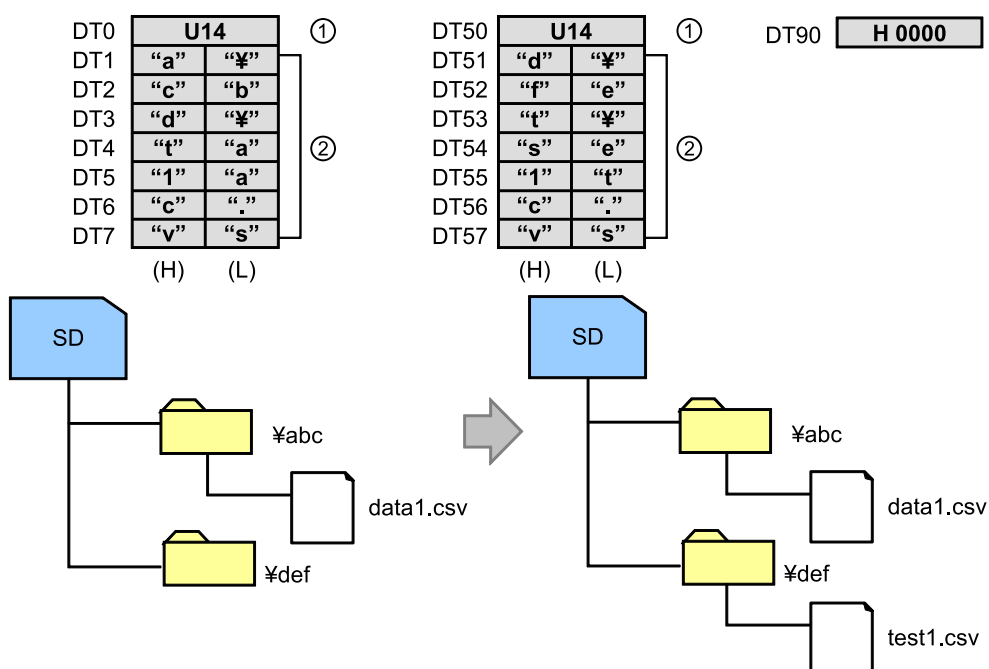 DT0 U14 ①
DT1 “a” “¥”
DT2 “c” “b”
DT3 “d” “¥”
DT4 “t” “a” ②
DT5 “1” “a”
DT6 “c” “.”
DT7 “v” “s”
(H) (L)
DT50 U14 ①
DT51 “d” “¥”
DT52 “f” “e”
DT53 “t” “¥”
DT54 “s” “e” ②
DT55 “1” “t”
DT56 “c” “.”
DT57 “v” “s”
(H) (L)
DT90 H 0000
SD
¥abc
data1.csv
¥def
SD
¥abc
data1.csv
¥def
test1.csv